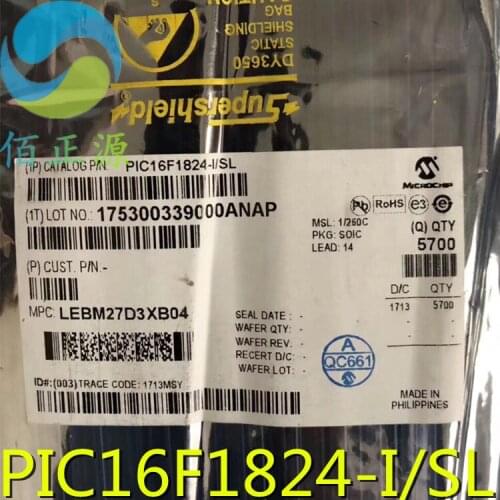 CAUTION
BAG
SHIELDING
STATIC
DY3650
Supershield
佰正源
(1P) CATALOG P/N: PIC16F1824-I/SL
MICROCHIP
(1T) LOT NO.: 175300339000ANAP
Pb RoHS e3 e
MSL: 1/260C
PKG: SOIC
LEAD: 14
(Q) QTY
5700
(P) CUST. P/N.-
D/C QTY
1713 5700
MPC: LEBM27D3XB04
SEAL DATE : -
WAFER QTY: -
WAFER REV. -
RECERT D/C: -
WAFER LOT: -
A
QC661
ID#:(003) TRACE CODE: 1713MSY
MADE IN
PHILIPPINES
PIC16F1824-I/SL